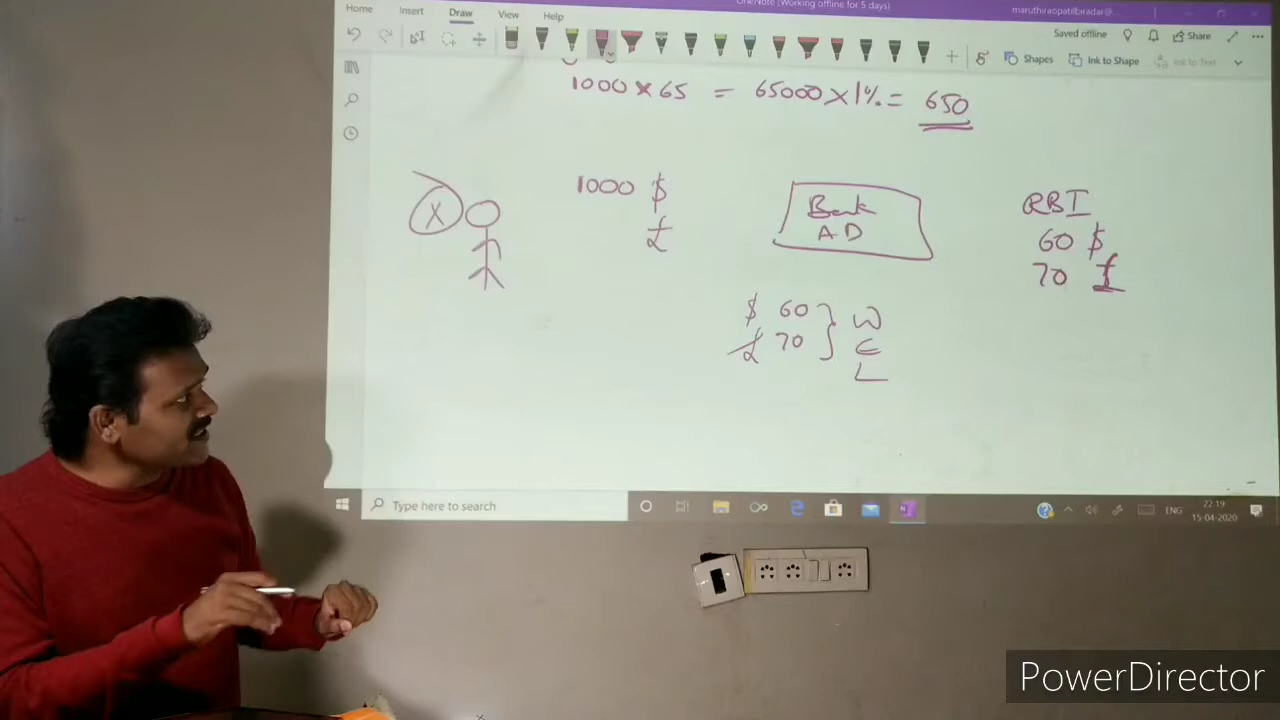 OneNote (Working offline for 5 days)
maruthiraopatilbiradar@...
Home Insert Draw View Help
Saved offline Share
Shapes Ink to Shape Ink to Text
1000 × 65 = 65000 × 1% = 650
1000 $
£
X
Bank
AD
RBI
60 $
70 £
$ 60
£ 70
W
E
L
Type here to search
ENG
22:19
15-04-2020
PowerDirector